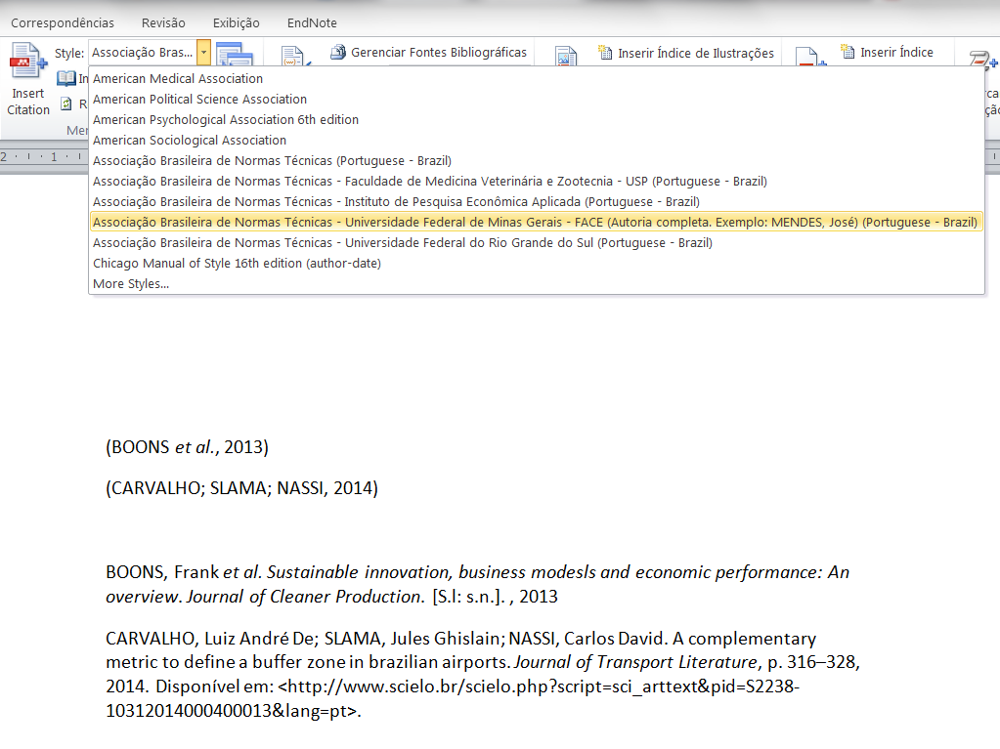 Correspondências Revisão Exibição EndNote
Style: Associação Bras... Gerenciar Fontes Bibliográficas Inserir Índice de Ilustrações Inserir Índice
Insert
Citation
American Medical Association
American Political Science Association
American Psychological Association 6th edition
American Sociological Association
Associação Brasileira de Normas Técnicas (Portuguese - Brazil)
Associação Brasileira de Normas Técnicas - Faculdade de Medicina Veterinária e Zootecnia - USP (Portuguese - Brazil)
Associação Brasileira de Normas Técnicas - Instituto de Pesquisa Econômica Aplicada (Portuguese - Brazil)
Associação Brasileira de Normas Técnicas - Universidade Federal de Minas Gerais - FACE (Autoria completa. Exemplo: MENDES, José) (Portuguese - Brazil)
Associação Brasileira de Normas Técnicas - Universidade Federal do Rio Grande do Sul (Portuguese - Brazil)
Chicago Manual of Style 16th edition (author-date)
More Styles...
2 · 1 ·
(BOONS et al., 2013)
(CARVALHO; SLAMA; NASSI, 2014)
BOONS, Frank et al. Sustainable innovation, business modesls and economic performance: An
overview. Journal of Cleaner Production. [S.l: s.n.]. , 2013
CARVALHO, Luiz André De; SLAMA, Jules Ghislain; NASSI, Carlos David. A complementary
metric to define a buffer zone in brazilian airports. Journal of Transport Literature, p. 316–328,
2014. Disponível em: <http://www.scielo.br/scielo.php?script=sci_arttext&pid=S2238-
10312014000400013&lang=pt>.